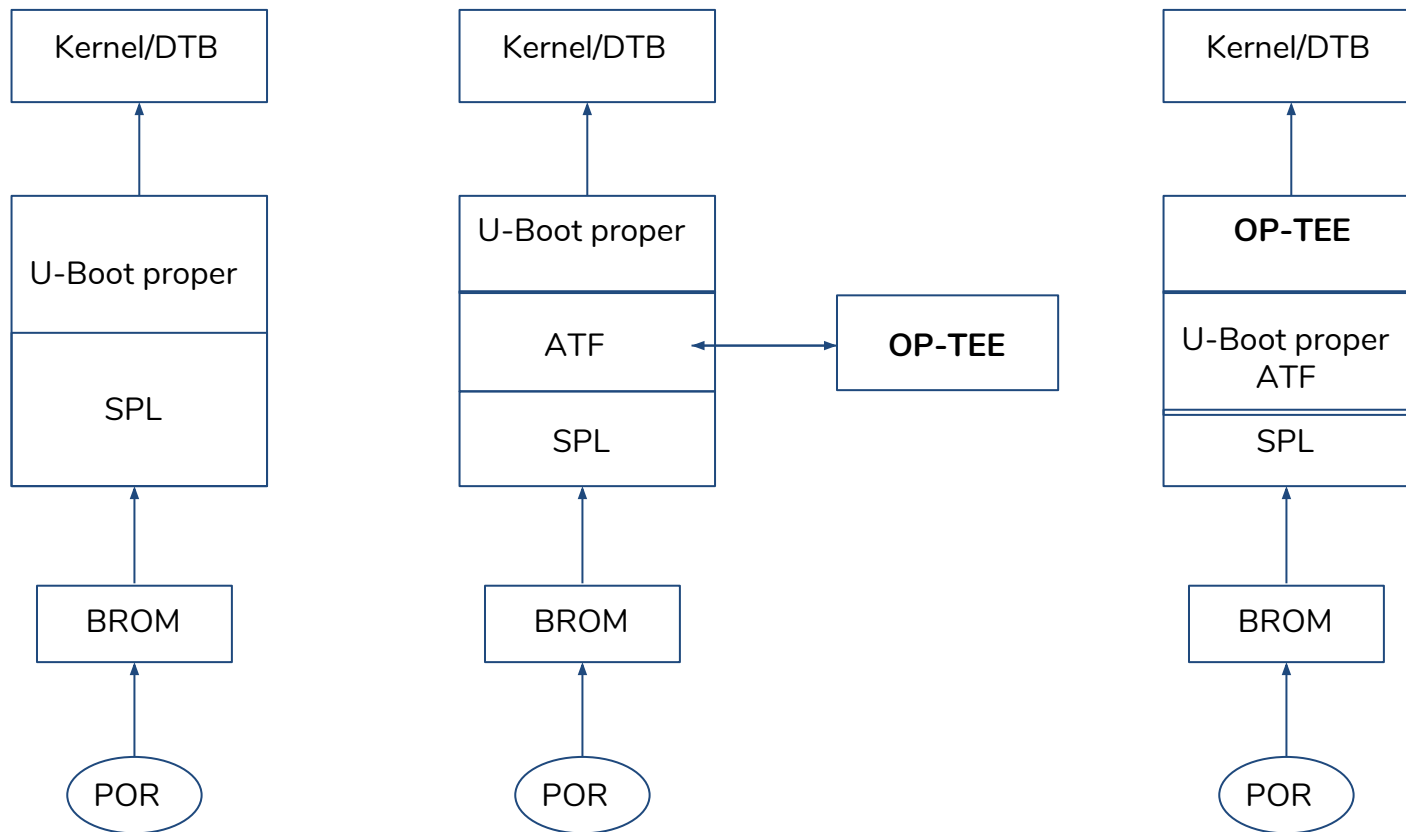 Kernel/DTB
U-Boot proper
SPL
BROM
POR
Kernel/DTB
U-Boot proper
ATF
OP-TEE
SPL
BROM
POR
Kernel/DTB
OP-TEE
U-Boot proper
ATF
SPL
BROM
POR